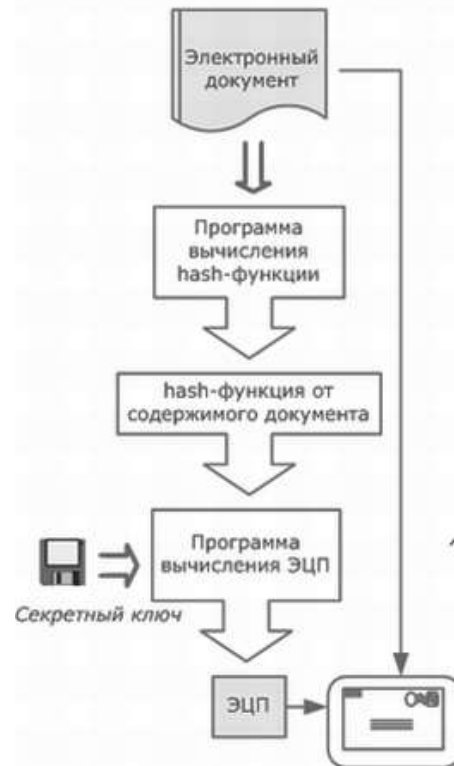 Электронный
документ
Программа
вычисления
hash-функции
hash-функция от
содержимого документа
Программа
вычисления ЭЦП
Секретный ключ
ЭЦП